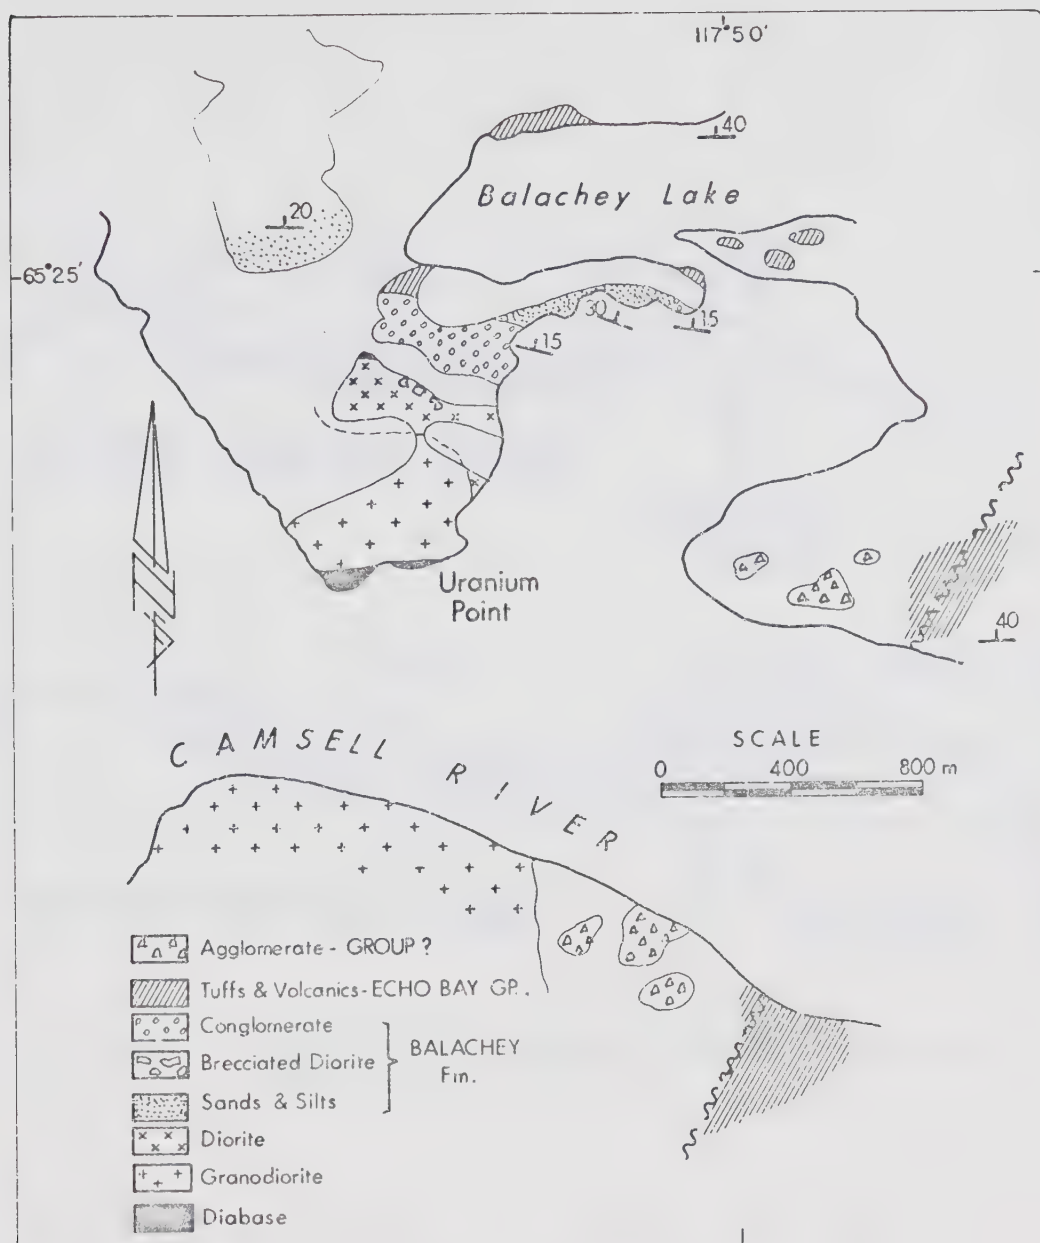 117°50'
40
Balachey Lake
20
65°25'
30
15
15
Uranium
Point
40
CAMSELL RIVER
SCALE
0 400 800 m
Agglomerate - GROUP ?
Tuffs & Volcanics - ECHO BAY GP.
Conglomerate
Brecciated Diorite
BALACHEY
Fm.
Sands & Silts
Diorite
Granodiorite
Diabase